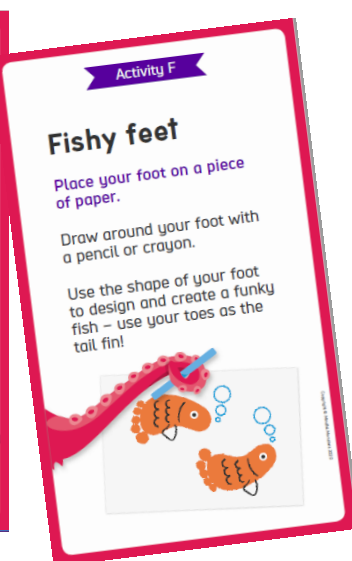 Activity F
Fishy feet
Place your foot on a piece
of paper.
Draw around your foot with
a pencil or crayon.
Use the shape of your foot
to design and create a funky
fish – use your toes as the
tail fin!